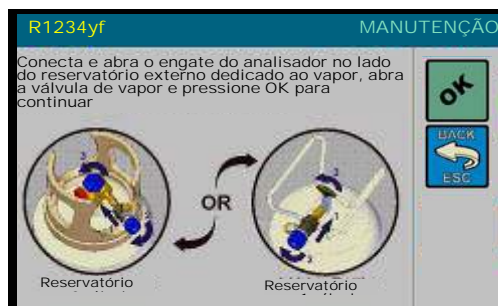 R1234yf MANUTENÇÃO
Conecta e abra o engate do analisador no lado
do reservatório externo dedicado ao vapor, abra
a válvula de vapor e pressione OK para
continuar
OK
BACK
ESC
OR
Reservatório
Reservatório